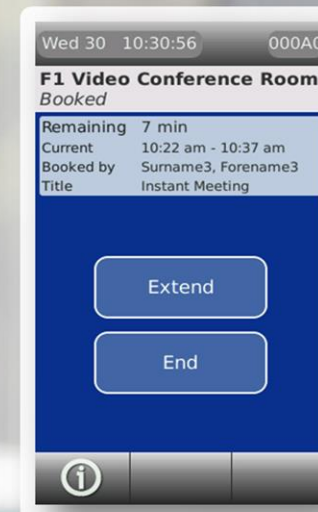 Wed 30 10:30:56 000A0
F1 Video Conference Room
Booked
Remaining 7 min
Current 10:22 am - 10:37 am
Booked by Surname3, Forename3
Title Instant Meeting
Extend
End